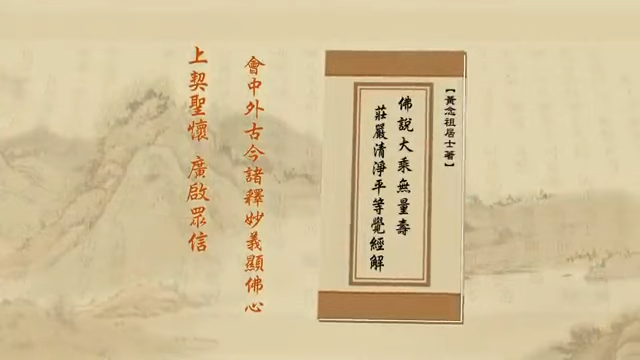 【黃念祖居士著】
佛說大乘無量壽
莊嚴清淨平等覺經解
會中外古今諸釋妙義顯佛心
上契聖懷 廣啟眾信